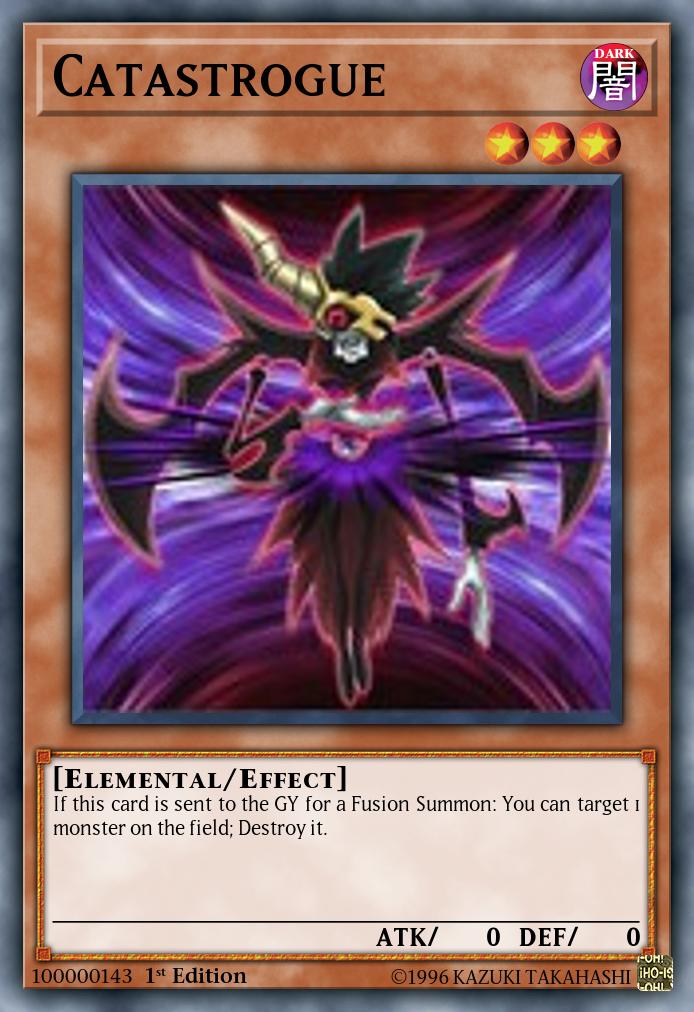 Catastrogue
DARK
闇
[Elemental/Effect]
If this card is sent to the GY for a Fusion Summon: You can target 1
monster on the field; Destroy it.
ATK/ 0 DEF/ 0
100000143 1st Edition ©1996 KAZUKI TAKAHASHI